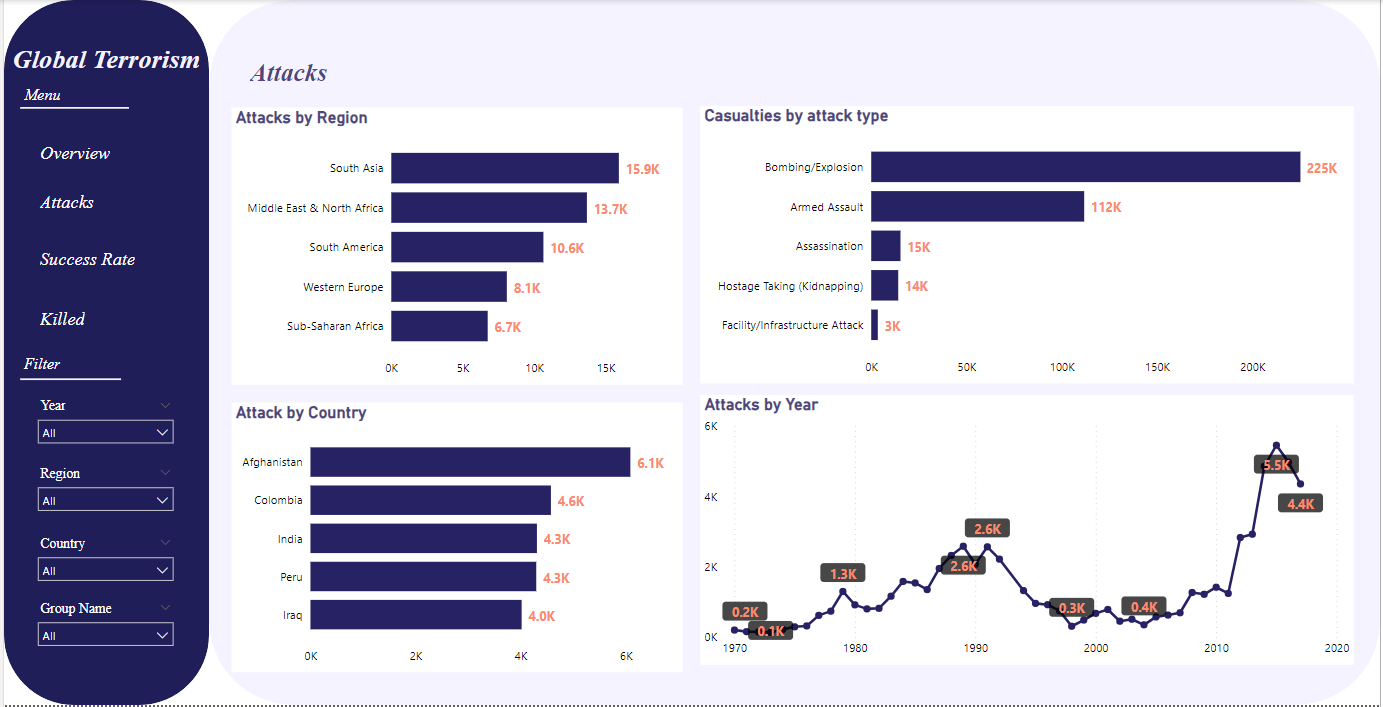 Global Terrorism
Menu
Overview
Attacks
Success Rate
Killed
Filter
Year
All
Region
All
Country
All
Group Name
All
Attacks
Attacks by Region
South Asia 15.9K
Middle East & North Africa 13.7K
South America 10.6K
Western Europe 8.1K
Sub-Saharan Africa 6.7K
0K 5K 10K 15K
Casualties by attack type
Bombing/Explosion 225K
Armed Assault 112K
Assassination 15K
Hostage Taking (Kidnapping) 14K
Facility/Infrastructure Attack 3K
0K 50K 100K 150K 200K
Attack by Country
Afghanistan 6.1K
Colombia 4.6K
India 4.3K
Peru 4.3K
Iraq 4.0K
0K 2K 4K 6K
Attacks by Year
6K
5.5K
4K
4.4K
2.6K
2K 2.6K
1.3K
0.2K 0.3K 0.4K
0K 0.1K
1970 1980 1990 2000 2010 2020